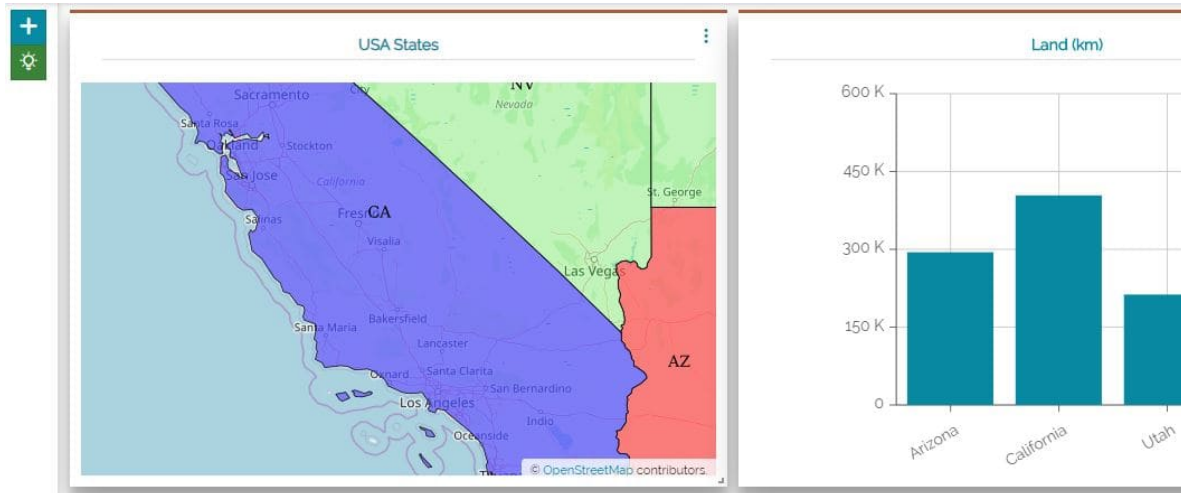 USA States
NV
Nevada
City
Sacramento
Santa Rosa
Oakland
Stockton
San Jose
California
Salinas
Fresno
CA
Visalia
St. George
Las Vegas
Santa Maria
Bakersfield
Lancaster
AZ
Oxnard
Santa Clarita
San Bernardino
Los Angeles
Indio
Oceanside
© OpenStreetMap contributors.
Land (km)
600 K
450 K
300 K
150 K
0
Arizona
California
Utah